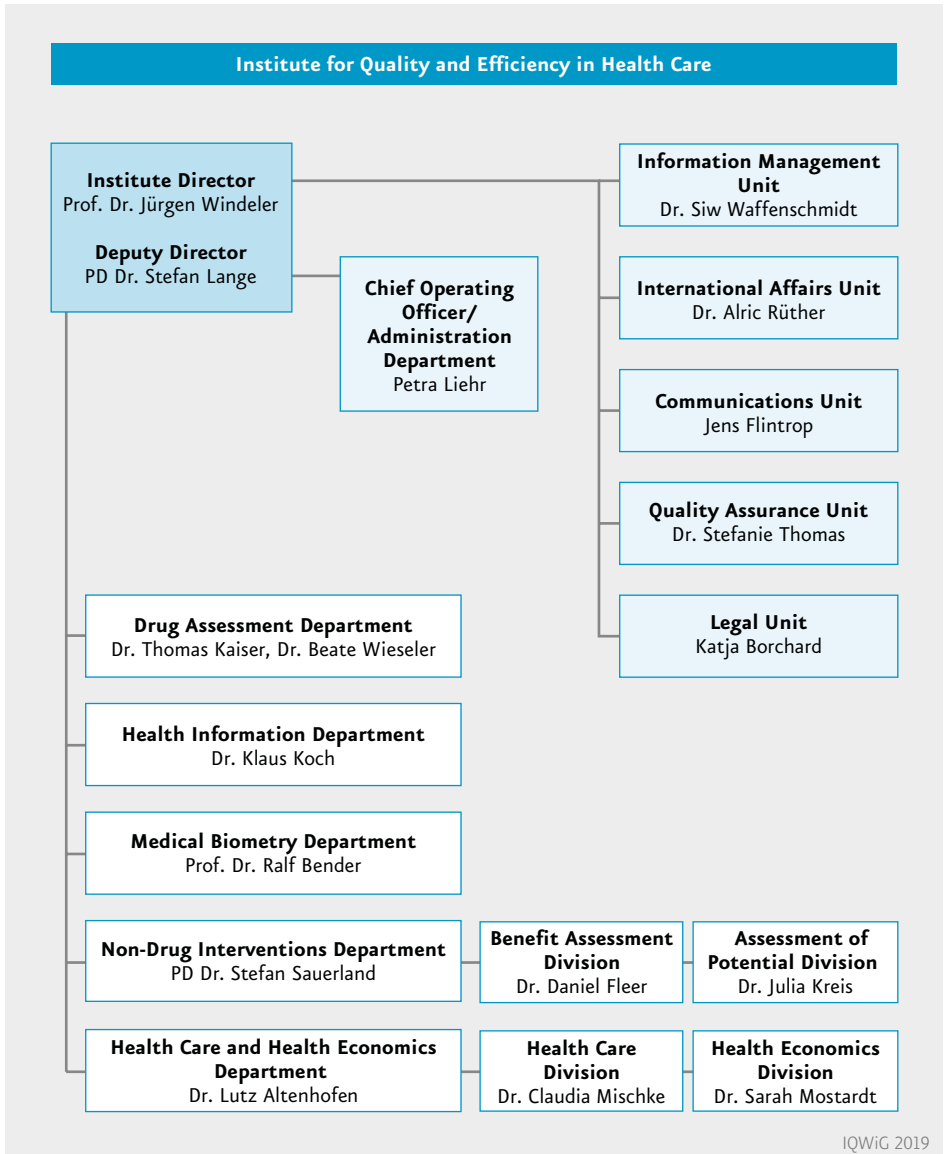 Institute for Quality and Efficiency in Health Care
Institute Director
Prof. Dr. Jürgen Windeler
Deputy Director
PD Dr. Stefan Lange
Chief Operating
Officer/
Administration
Department
Petra Liehr
Information Management
Unit
Dr. Siw Waffenschmidt
International Affairs Unit
Dr. Alric Rüther
Communications Unit
Jens Flintrop
Quality Assurance Unit
Dr. Stefanie Thomas
Legal Unit
Katja Borchard
Drug Assessment Department
Dr. Thomas Kaiser, Dr. Beate Wieseler
Health Information Department
Dr. Klaus Koch
Medical Biometry Department
Prof. Dr. Ralf Bender
Non-Drug Interventions Department
PD Dr. Stefan Sauerland
Benefit Assessment
Division
Dr. Daniel Fleer
Assessment of
Potential Division
Dr. Julia Kreis
Health Care and Health Economics
Department
Dr. Lutz Altenhofen
Health Care
Division
Dr. Claudia Mischke
Health Economics
Division
Dr. Sarah Mostardt
IQWiG 2019